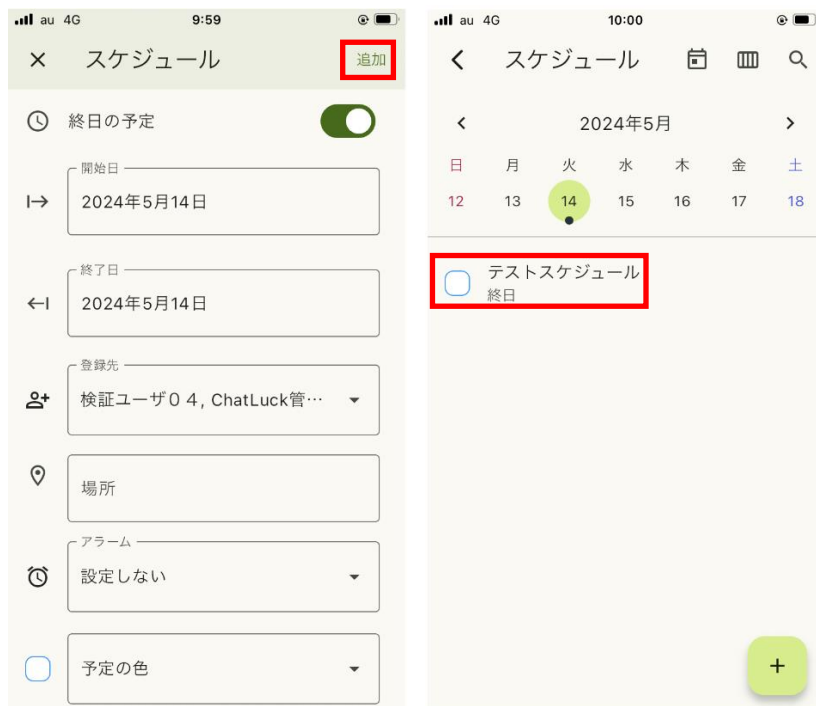 au 4G 9:59
スケジュール 追加
終日の予定
開始日
2024年5月14日
終了日
2024年5月14日
登録先
検証ユーザ０４, ChatLuck管…
場所
アラーム
設定しない
予定の色
au 4G 10:00
スケジュール
2024年5月
日 月 火 水 木 金 土
12 13 14 15 16 17 18
テストスケジュール
終日